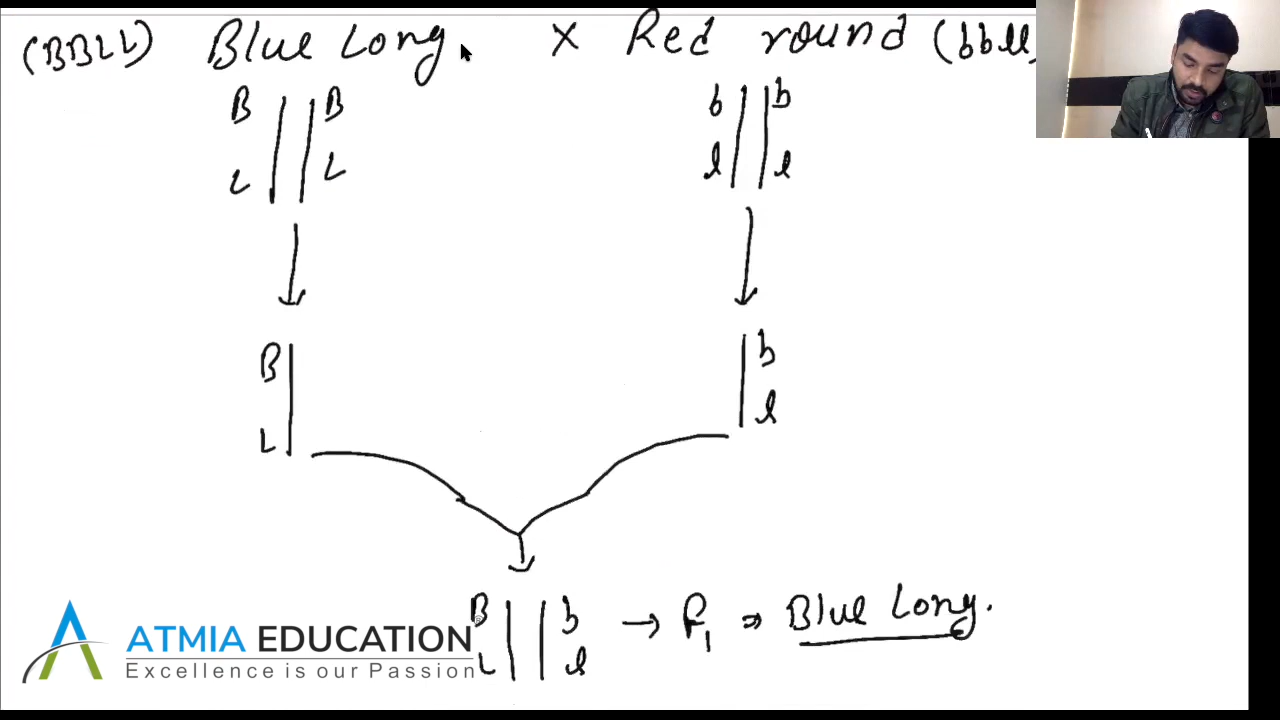 (BBLL) Blue Long × Red round (bbll)
B B b b
L L l l
B b
L l
B b → F1 ⇒ Blue Long.
L l
ATMIA EDUCATION
Excellence is our Passion